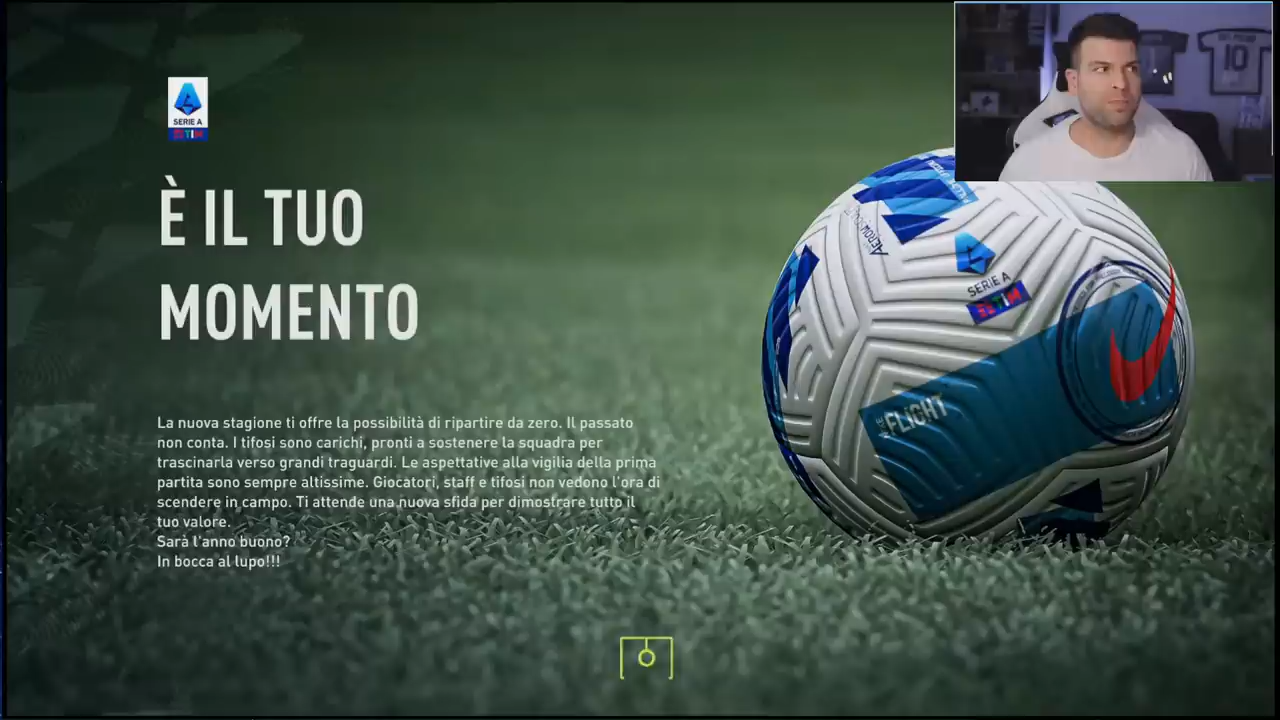 SERIE A
TIM
È IL TUO
MOMENTO
La nuova stagione ti offre la possibilità di ripartire da zero. Il passato
non conta. I tifosi sono carichi, pronti a sostenere la squadra per
trascinarla verso grandi traguardi. Le aspettative alla vigilia della prima
partita sono sempre altissime. Giocatori, staff e tifosi non vedono l'ora di
scendere in campo. Ti attende una nuova sfida per dimostrare tutto il
tuo valore.
Sarà l'anno buono?
In bocca al lupo!!!
SERIE A
TIM
FLIGHT
10